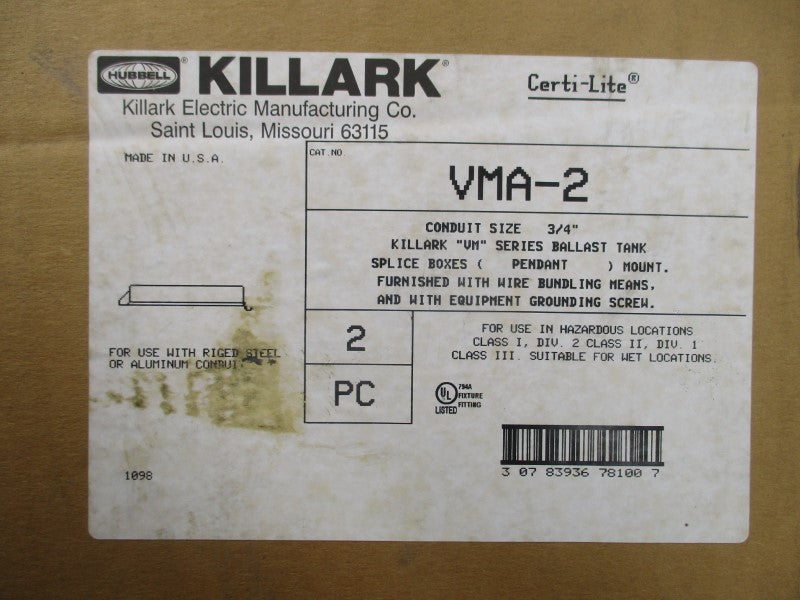 HUBBELL® KILLARK®
Certi-Lite®
Killark Electric Manufacturing Co.
Saint Louis, Missouri 63115
MADE IN U.S.A.
CAT.NO.
VMA-2
CONDUIT SIZE 3/4"
KILLARK "VM" SERIES BALLAST TANK
SPLICE BOXES ( PENDANT ) MOUNT.
FURNISHED WITH WIRE BUNDLING MEANS,
AND WITH EQUIPMENT GROUNDING SCREW.
2
PC
FOR USE IN HAZARDOUS LOCATIONS
CLASS I, DIV. 2 CLASS II, DIV. 1
CLASS III. SUITABLE FOR WET LOCATIONS.
FOR USE WITH RIGED STEEL
OR ALUMINUM CONDUIT
UL
LISTED
794A
FIXTURE
FITTING
3 07 83936 78100 7
1098